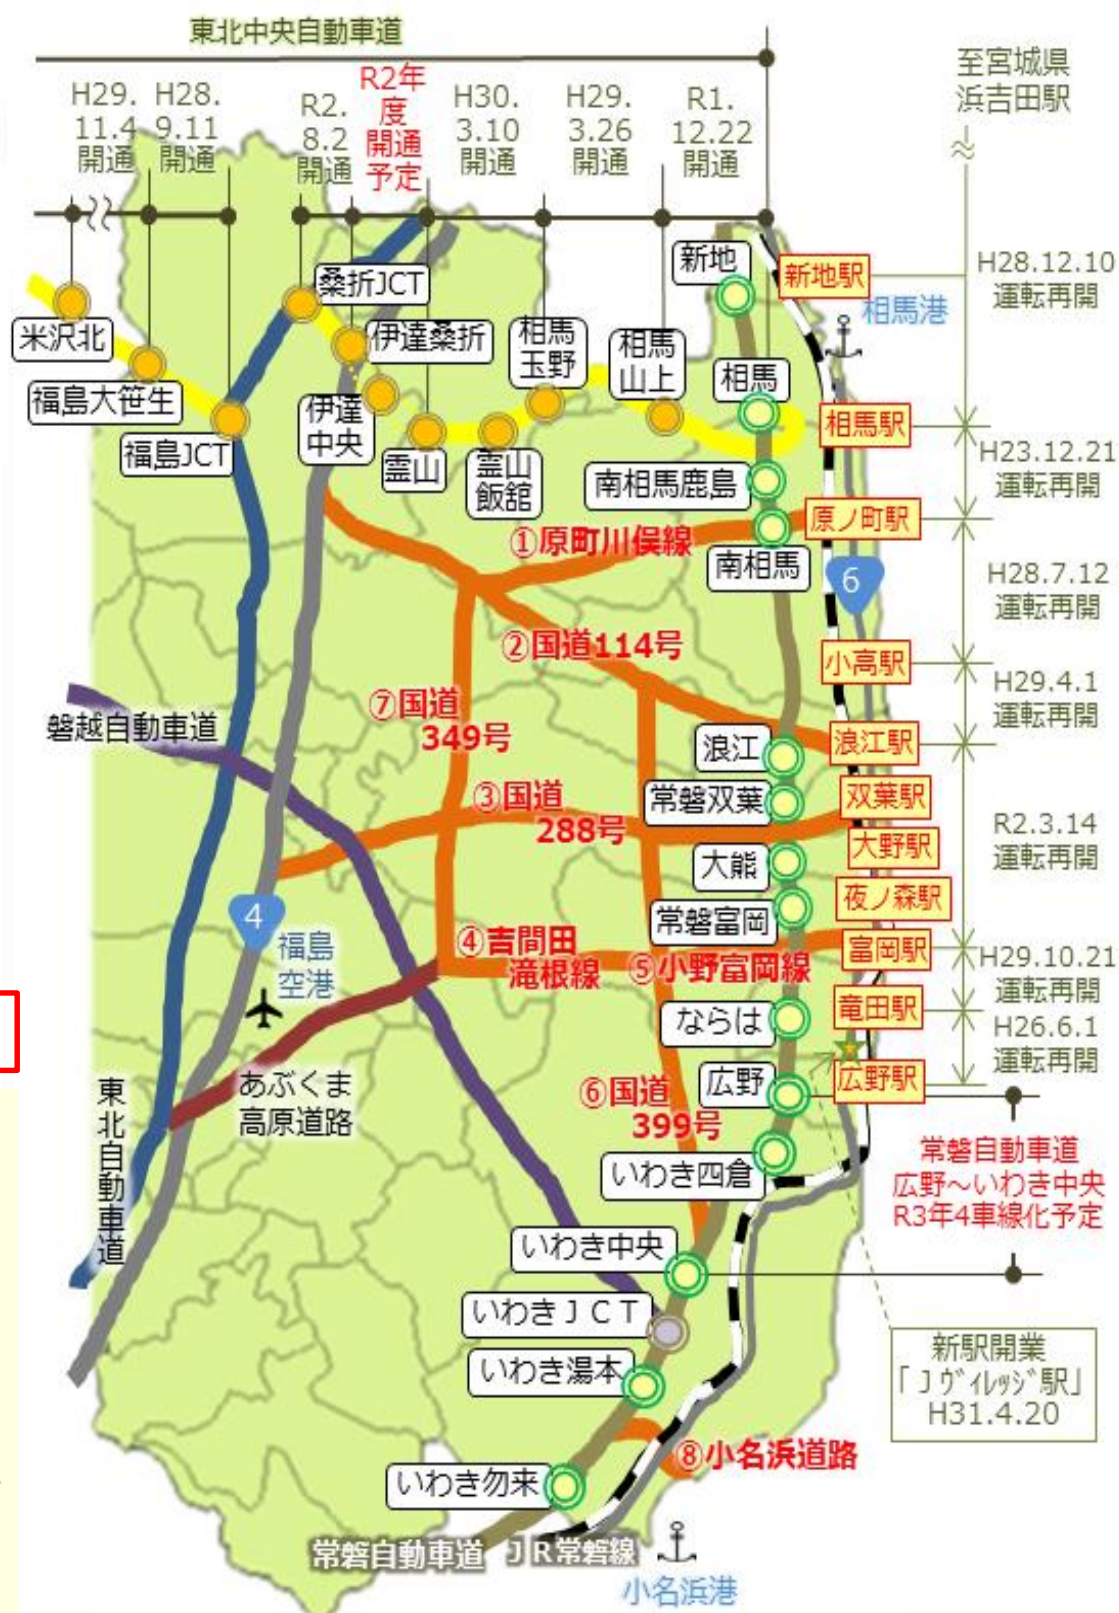 東北中央自動車道
至宮城県
浜吉田駅
H29.
11.4
開通
H28.
9.11
開通
R2.
8.2
開通
R2年
度
開通
予定
H30.
3.10
開通
H29.
3.26
開通
R1.
12.22
開通
新地
新地駅
H28.12.10
運転再開
相馬港
桑折JCT
米沢北
伊達桑折
相馬
玉野
相馬
山上
相馬
福島大笹生
伊達
中央
相馬駅
福島JCT
霊山
霊山
飯舘
南相馬鹿島
H23.12.21
運転再開
①原町川俣線
原ノ町駅
南相馬
6
H28.7.12
運転再開
②国道114号
小高駅
⑦国道
349号
H29.4.1
運転再開
磐越自動車道
浪江
浪江駅
常磐双葉
双葉駅
③国道
288号
R2.3.14
運転再開
大熊
大野駅
夜ノ森駅
4
福島
空港
常磐富岡
④吉間田
滝根線
⑤小野富岡線
富岡駅
H29.10.21
運転再開
ならは
竜田駅
H26.6.1
運転再開
あぶくま
高原道路
⑥国道
399号
広野
広野駅
東北自動車道
いわき四倉
常磐自動車道
広野～いわき中央
R3年4車線化予定
いわき中央
いわきＪＣＴ
いわき湯本
新駅開業
「Ｊヴィレッジ駅」
H31.4.20
⑧小名浜道路
いわき勿来
常磐自動車道
ＪＲ常磐線
小名浜港